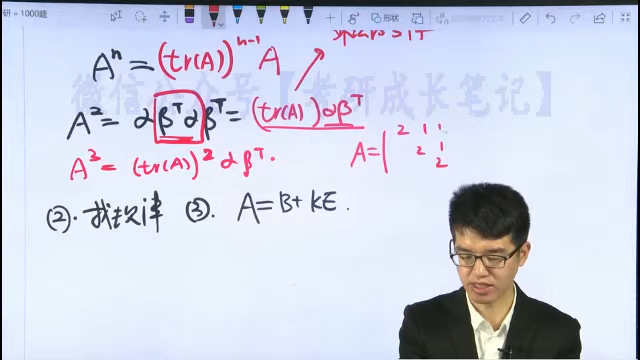 研 » 1000题
形状
Aⁿ = (tr(A))ⁿ⁻¹ A
微信公众号【考研成长笔记】
A² = αβᵀαβᵀ = (tr(A)) αβᵀ
A³ = (tr(A))² αβᵀ.
A = | 2 1 1
2 1
2
(2). 找规律 (3). A = B + KE.